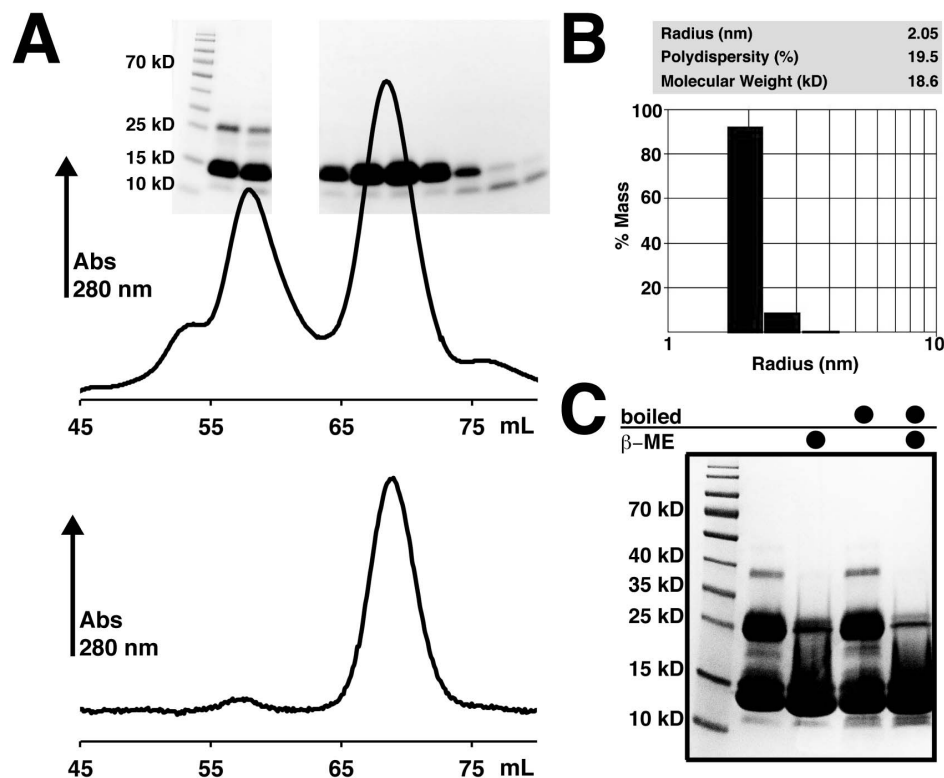 A
70 kD
25 kD
15 kD
10 kD
Abs
280 nm
45 55 65 75 mL
Abs
280 nm
45 55 65 75 mL
B
Radius (nm) 2.05
Polydispersity (%) 19.5
Molecular Weight (kD) 18.6
100
80
60
40
20
% Mass
1 10
Radius (nm)
C
boiled
β-ME
70 kD
40 kD
35 kD
25 kD
15 kD
10 kD